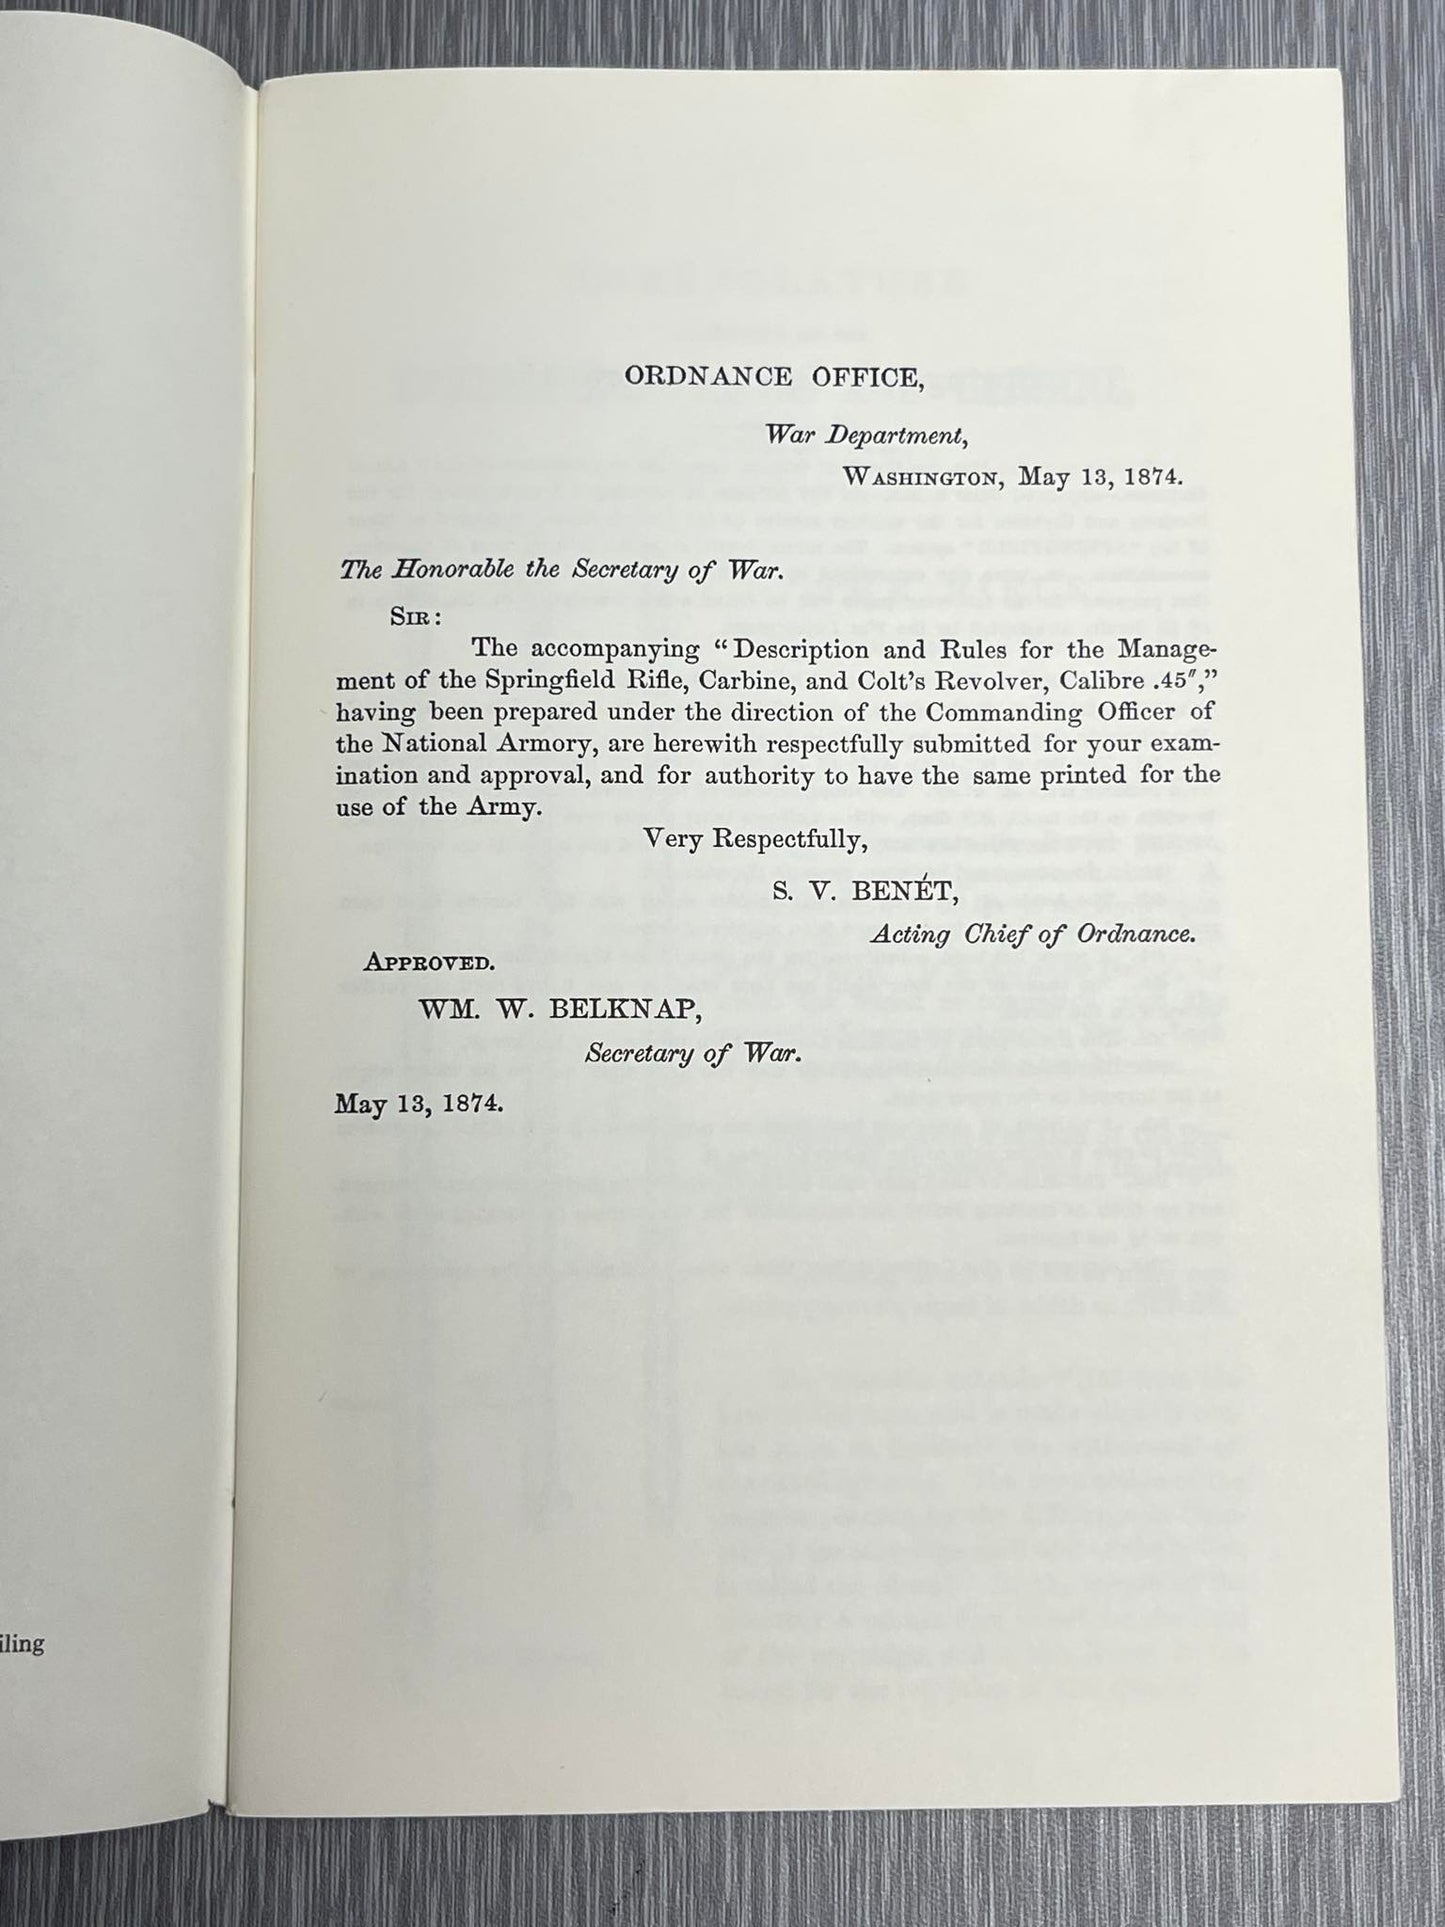 ORDNANCE OFFICE,
War Department,
WASHINGTON, May 13, 1874.
The Honorable the Secretary of War.
SIR:
The accompanying “Description and Rules for the Manage-
ment of the Springfield Rifle, Carbine, and Colt's Revolver, Calibre .45″,”
having been prepared under the direction of the Commanding Officer of
the National Armory, are herewith respectfully submitted for your exam-
ination and approval, and for authority to have the same printed for the
use of the Army.
Very Respectfully,
S. V. BENÉT,
Acting Chief of Ordnance.
APPROVED.
WM. W. BELKNAP,
Secretary of War.
May 13, 1874.
iling